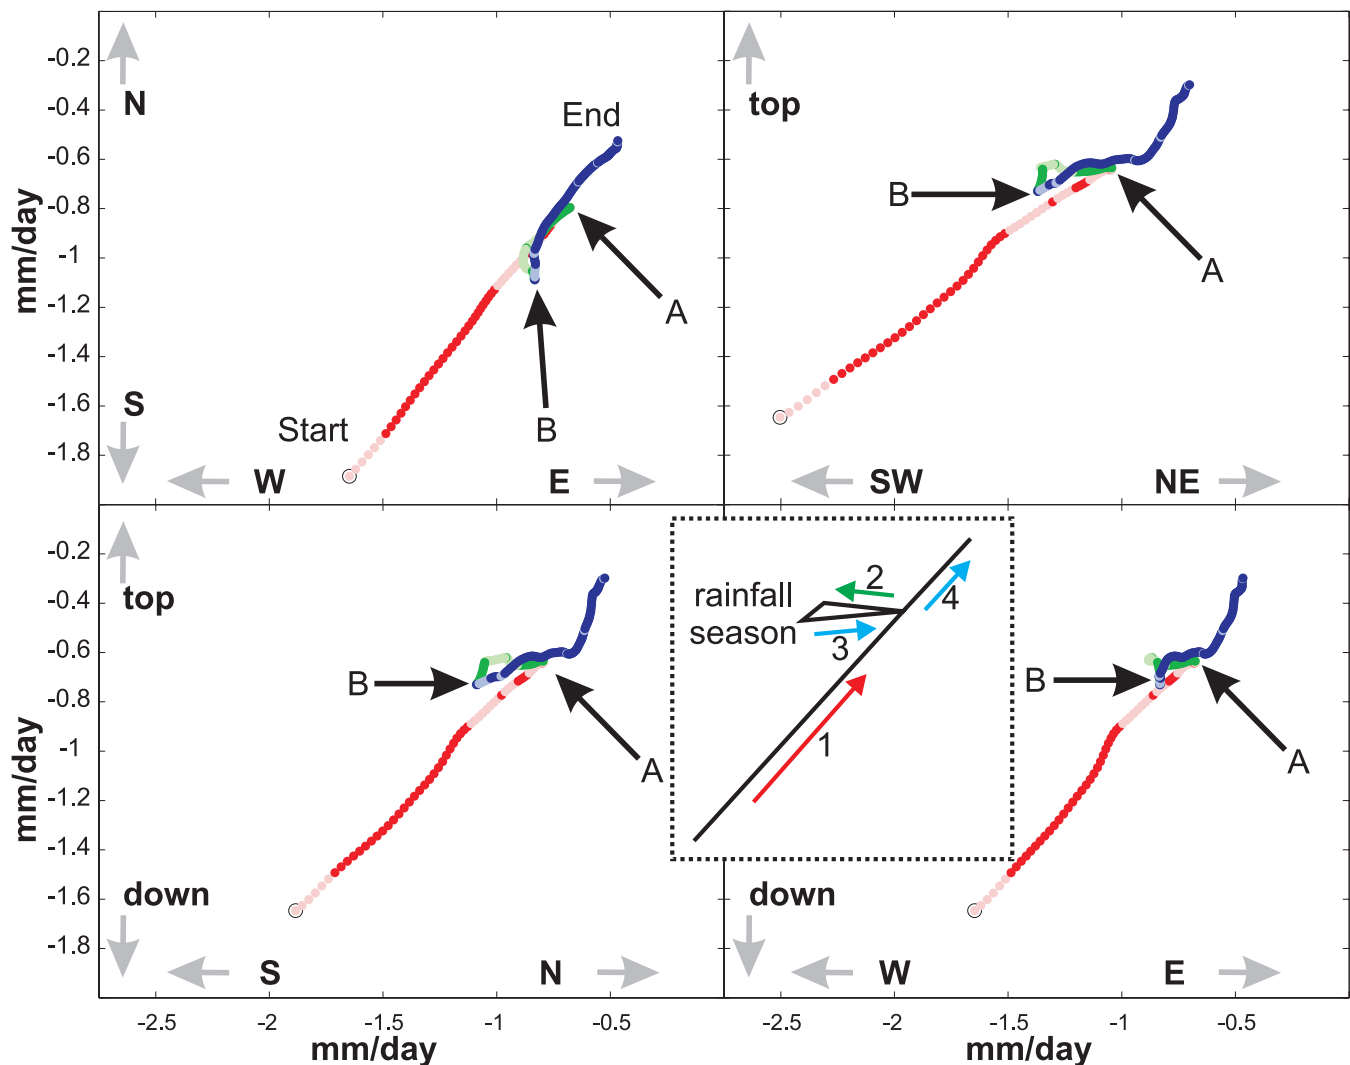 -0.2
-0.4
-0.6
-0.8
-1
-1.2
-1.4
-1.6
-1.8
mm/day
N
S
W
E
Start
End
A
B
top
SW
NE
B
A
-0.2
-0.4
-0.6
-0.8
-1
-1.2
-1.4
-1.6
-1.8
mm/day
top
down
S
N
B
A
-2.5
-2
-1.5
-1
-0.5
mm/day
rainfall
season
1
2
3
4
down
W
E
B
A
-2.5
-2
-1.5
-1
-0.5
mm/day